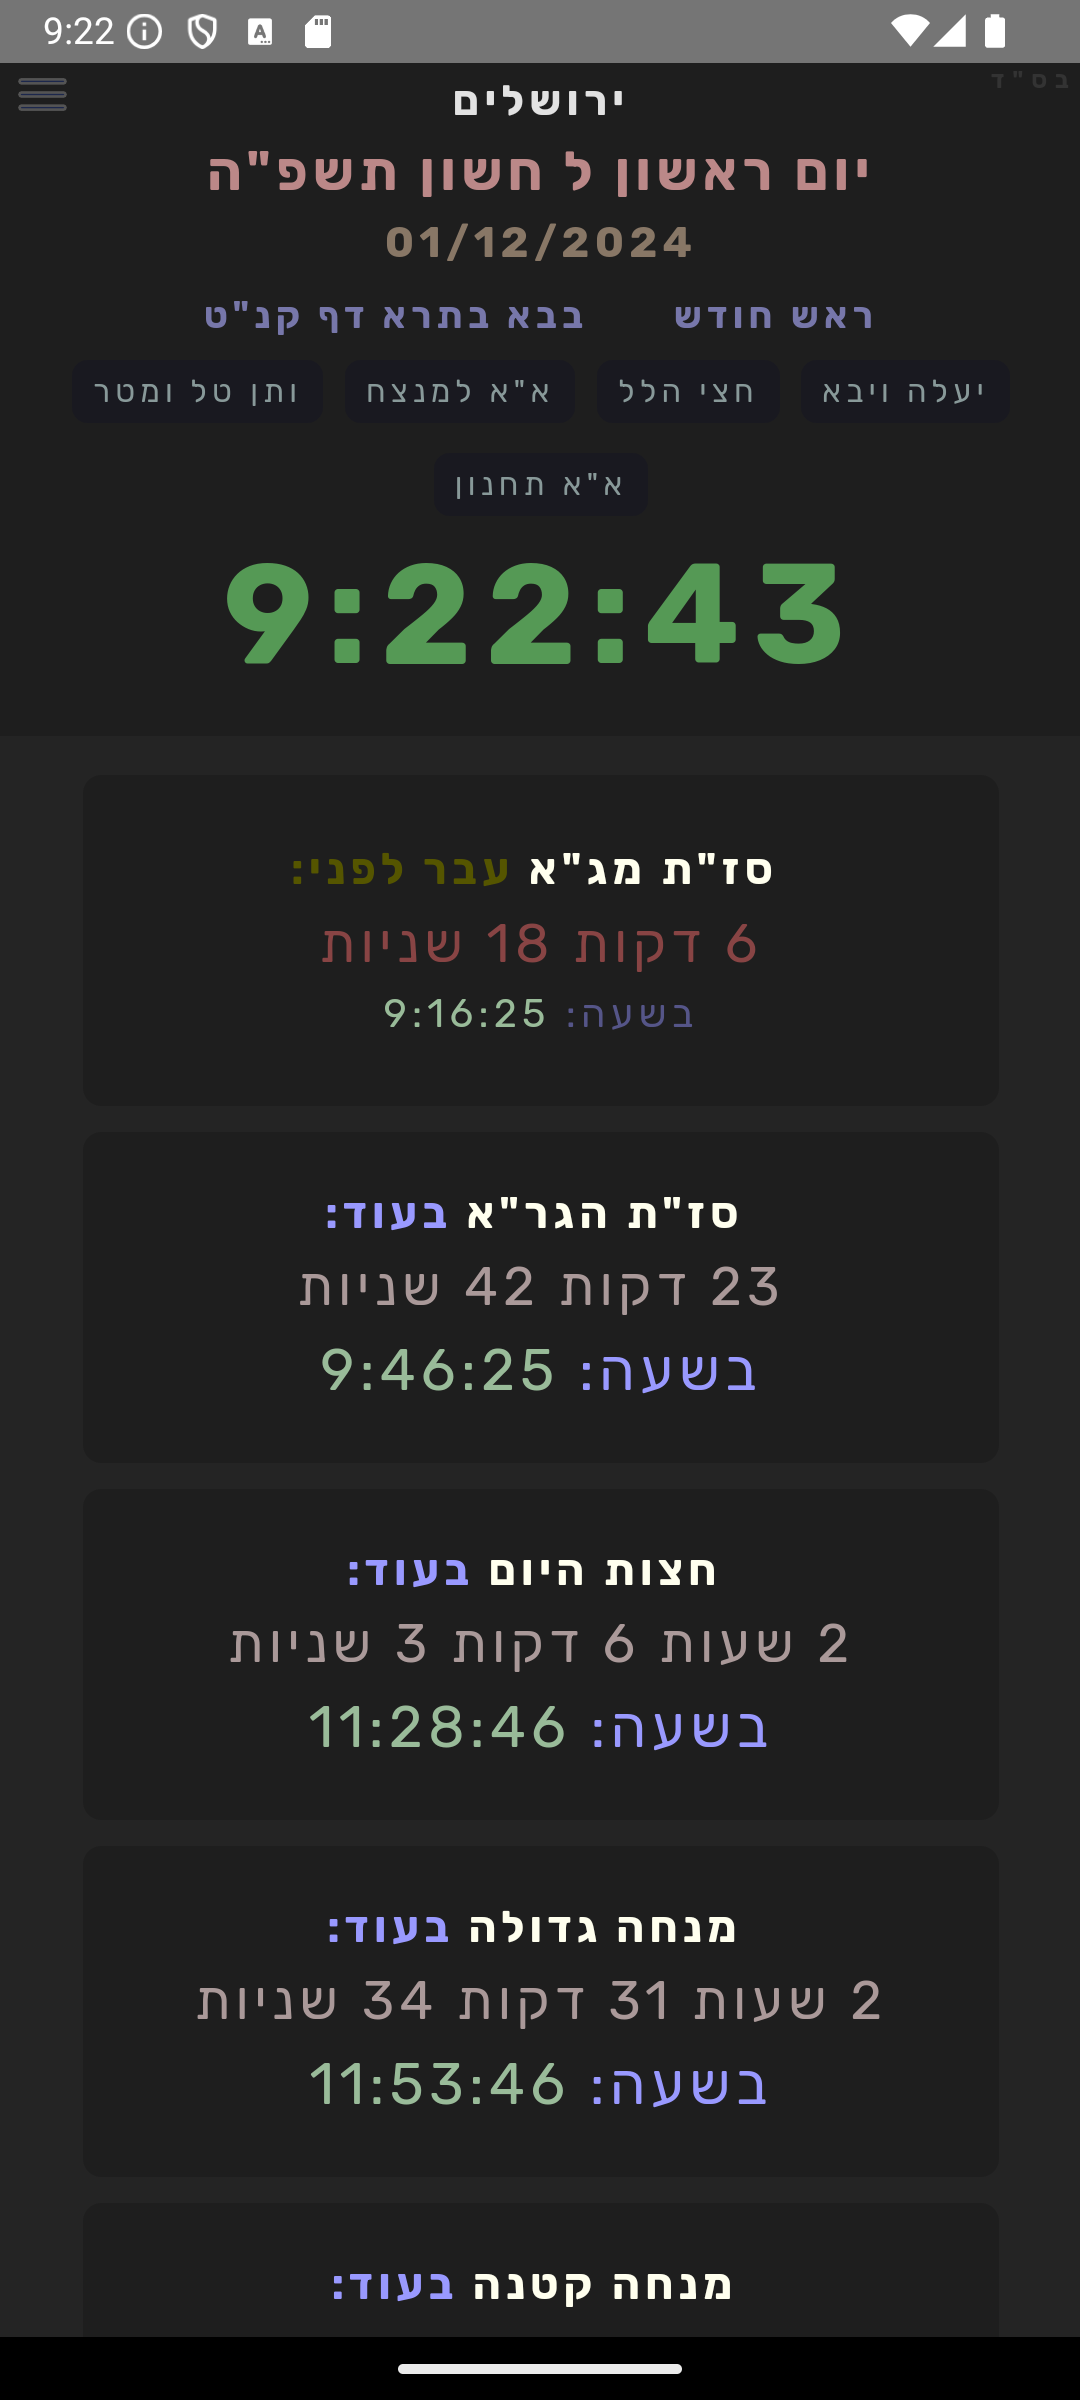 9:22
בס"ד
ירושלים
יום ראשון ל חשון תשפ"ה
01/12/2024
ראש חודש בבא בתרא דף קנ"ט
יעלה ויבא חצי הלל א"א למנצח ותן טל ומטר
א"א תחנון
9:22:43
סז"ת מג"א עבר לפני:
6 דקות 18 שניות
בשעה: 9:16:25
סז"ת הגר"א בעוד:
23 דקות 42 שניות
בשעה: 9:46:25
חצות היום בעוד:
2 שעות 6 דקות 3 שניות
בשעה: 11:28:46
מנחה גדולה בעוד:
2 שעות 31 דקות 34 שניות
בשעה: 11:53:46
מנחה קטנה בעוד: